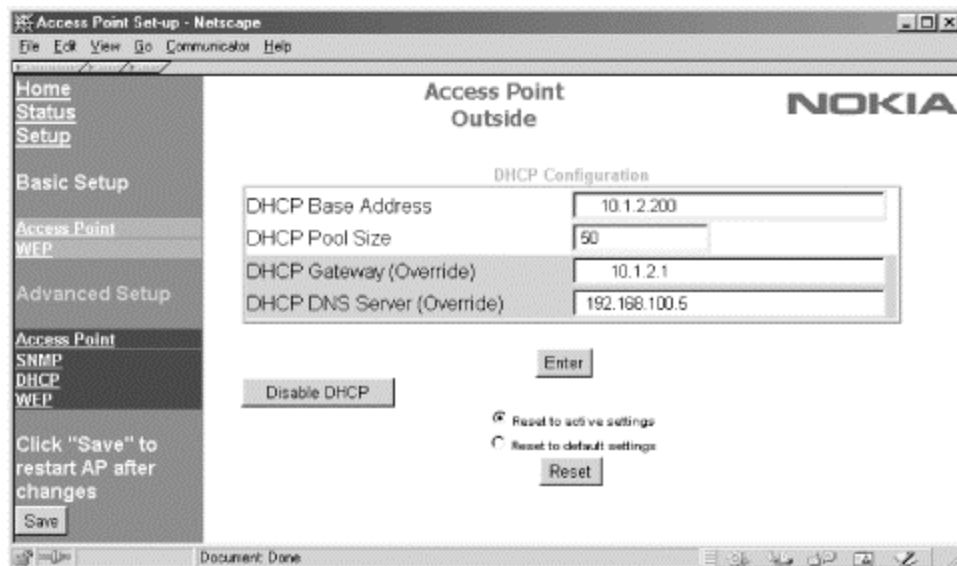 Access Point Set-up - Netscape
File Edit View Go Communicator Help
Home
Status
Setup
Basic Setup
Access Point
WEP
Advanced Setup
Access Point
SNMP
DHCP
WEP
Click "Save" to
restart AP after
changes
Save
Access Point
Outside
NOKIA
DHCP Configuration
DHCP Base Address 10.1.2.200
DHCP Pool Size 50
DHCP Gateway (Override) 10.1.2.1
DHCP DNS Server (Override) 192.168.100.5
Enter
Disable DHCP
Reset to active settings
Reset to default settings
Reset
Document: Done